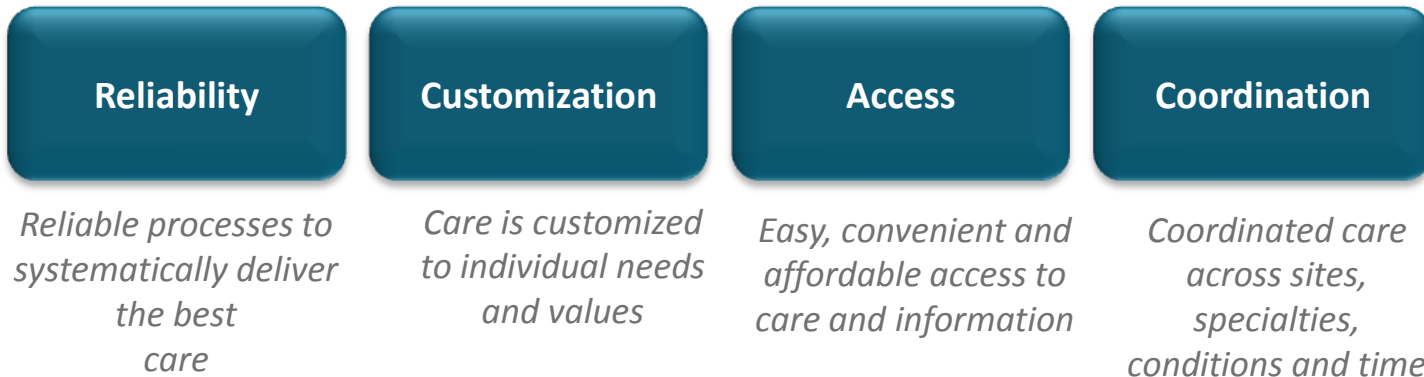 Reliability
Reliable processes to
systematically deliver
the best
care
Customization
Care is customized
to individual needs
and values
Access
Easy, convenient and
affordable access to
care and information
Coordination
Coordinated care
across sites,
specialties,
conditions and time